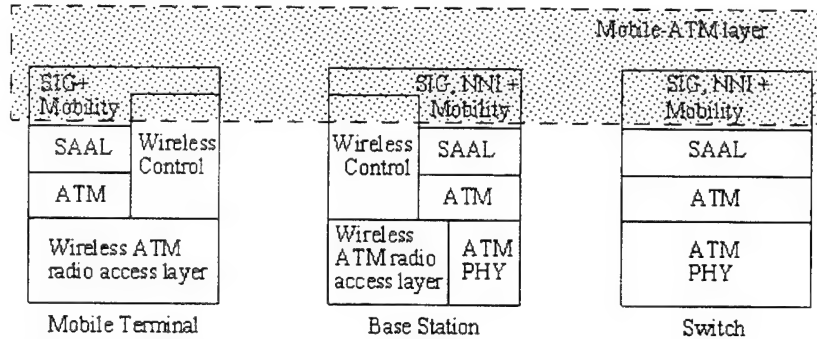 Mobile-ATM layer
SIG+
Mobility
Wireless
Control
SAAL
ATM
Wireless ATM
radio access layer
Mobile Terminal
SIG, NNI +
Mobility
Wireless
Control
SAAL
ATM
Wireless
ATM radio
access layer
ATM
PHY
Base Station
SIG, NNI +
Mobility
SAAL
ATM
ATM
PHY
Switch